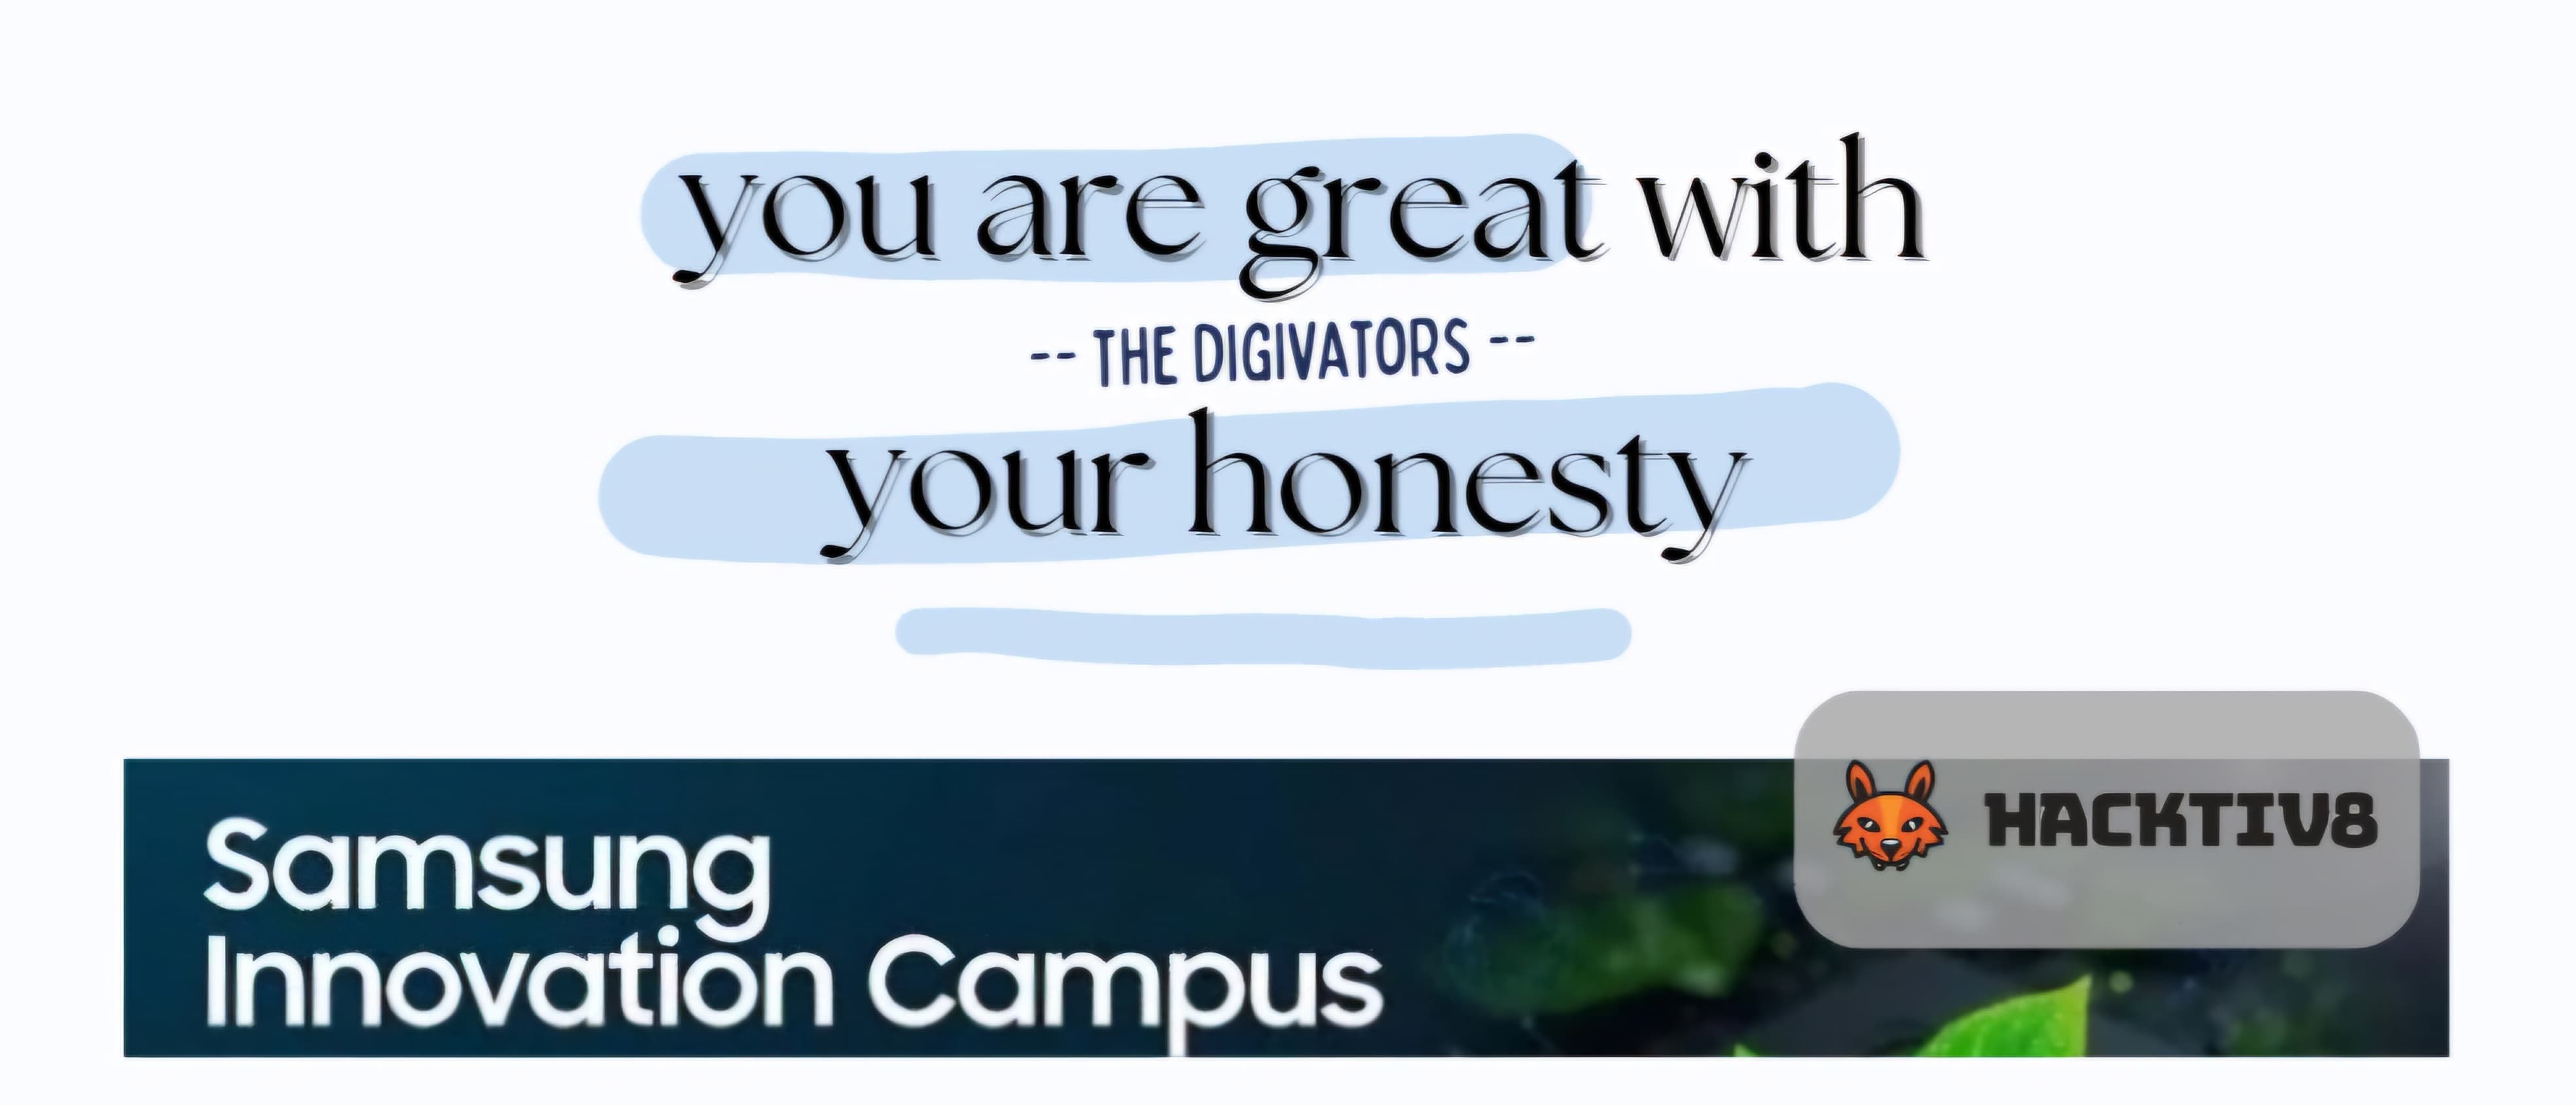 you are great with
-- THE DIGIVATORS --
your honesty
HACKTIV8
Samsung
Innovation Campus